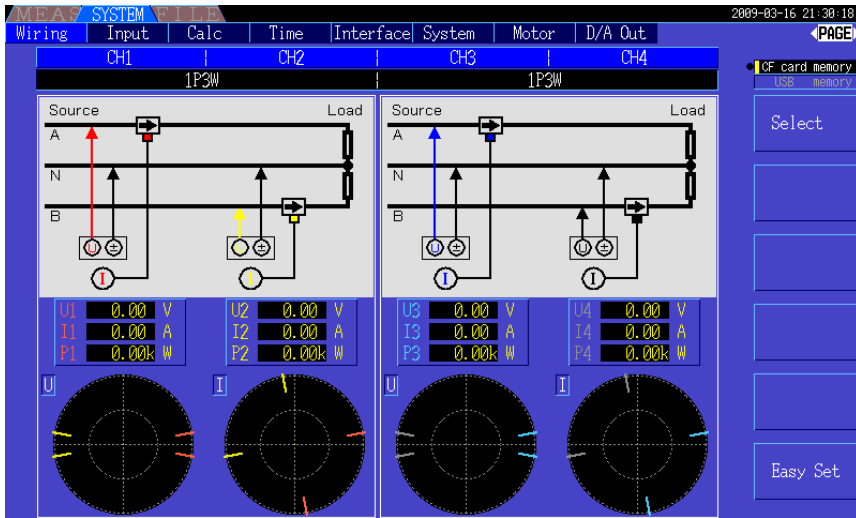 MEAS SYSTEM FILE 2009-03-16 21:30:18
Wiring Input Calc Time Interface System Motor D/A Out PAGE
CH1 CH2 CH3 CH4
1P3W 1P3W
CF card memory
USB memory
Source Load Source Load
Select
A A
N N
B B
U ± ± U ± U ±
I I I I
U1 0.00 V U2 0.00 V U3 0.00 V U4 0.00 V
I1 0.00 A I2 0.00 A I3 0.00 A I4 0.00 A
P1 0.00k W P2 0.00k W P3 0.00k W P4 0.00k W
U I U I
Easy Set